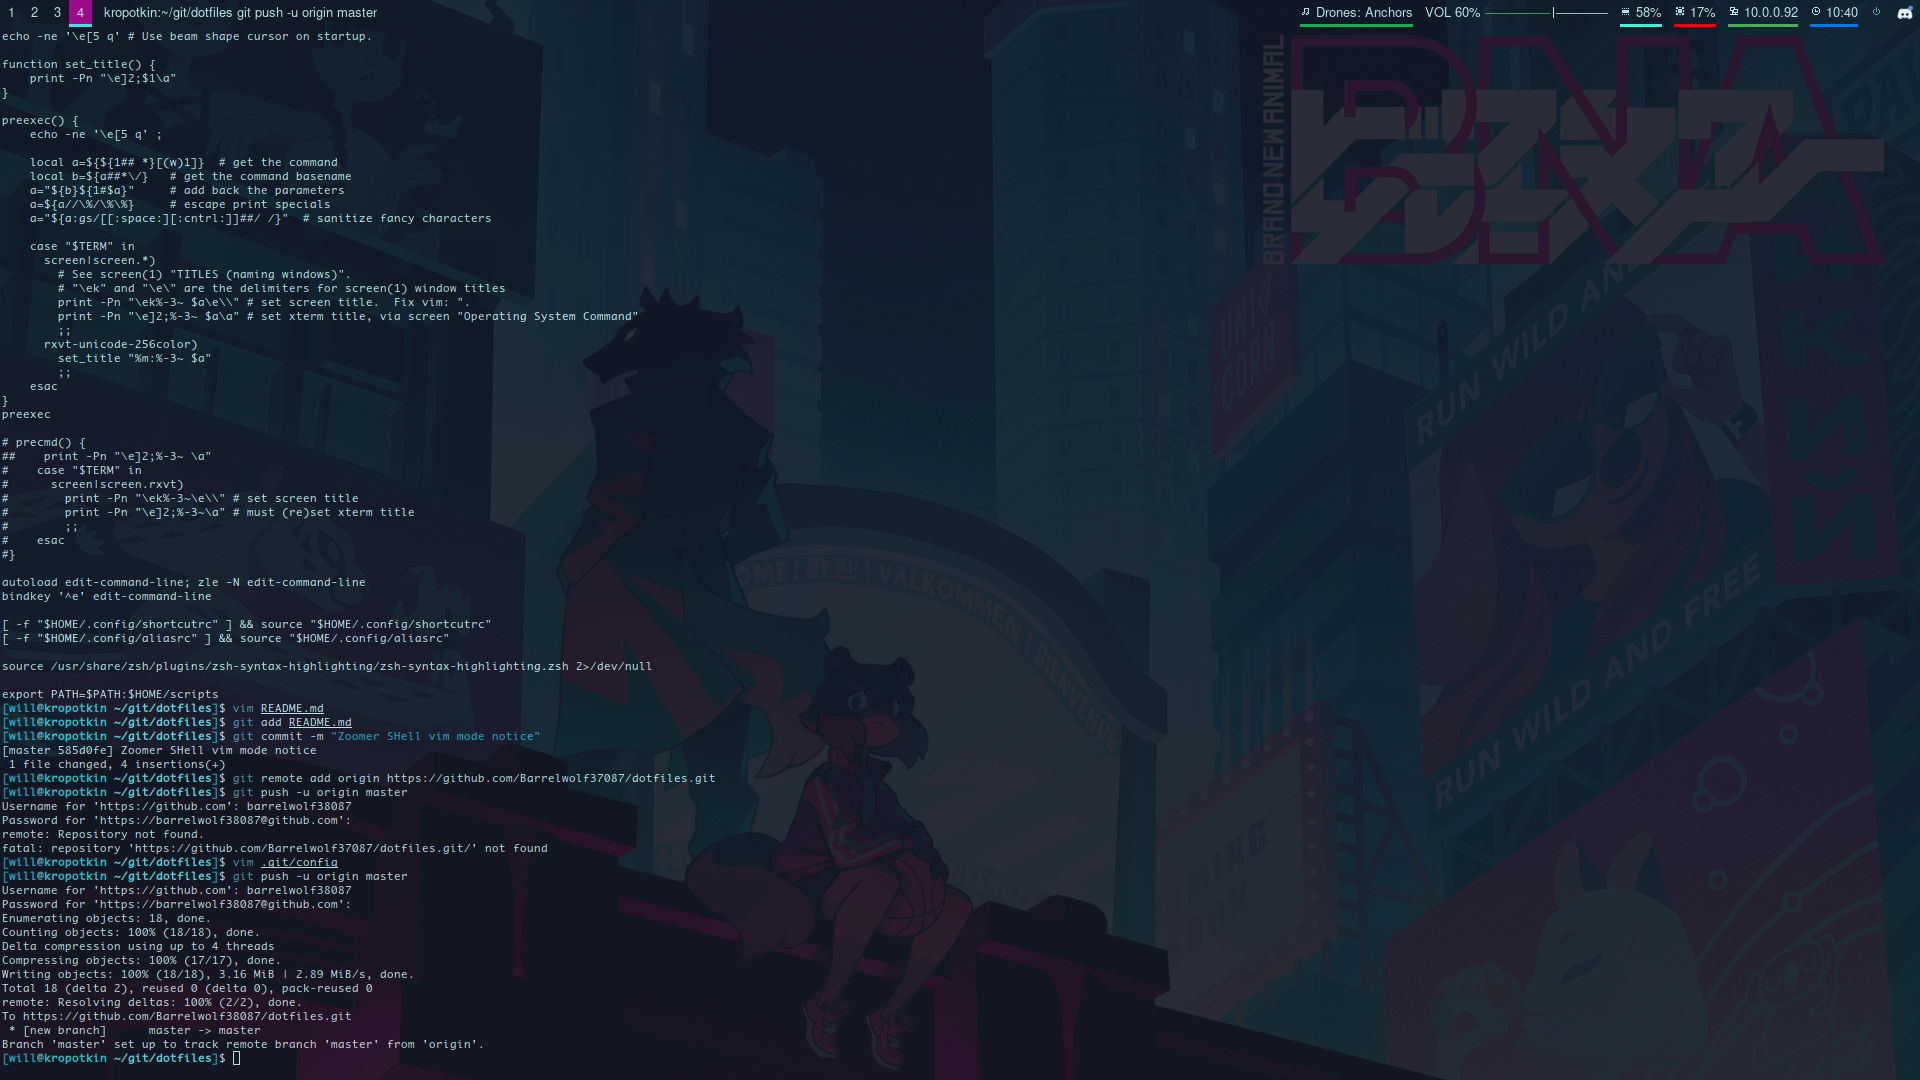 1 2 3 4 kropotkin:~/git/dotfiles git push -u origin master
Drones: Anchors VOL 60% 58% 17% 10.0.0.92 10:40
echo -ne '\e[5 q' # Use beam shape cursor on startup.
function set_title() {
    print -Pn "\e]2;$1\a"
}
preexec() {
    echo -ne '\e[5 q' ;
    local a=${${1## *}[(w)1]}  # get the command
    local b=${a##*\/}   # get the command basename
    a="${b}${1#$a}"     # add back the parameters
    a=${a//\%/\%\%}     # escape print specials
    a="${a:gs/[[:space:][:cntrl:]]##/ /}"  # sanitize fancy characters
    case "$TERM" in
      screen|screen.*)
        # See screen(1) "TITLES (naming windows)".
        # "\ek" and "\e\" are the delimiters for screen(1) window titles
        print -Pn "\ek%-3~ $a\e\\" # set screen title.  Fix vim: ".
        print -Pn "\e]2;%-3~ $a\a" # set xterm title, via screen "Operating System Command"
        ;;
      rxvt-unicode-256color)
        set_title "%m:%-3~ $a"
        ;;
    esac
}
preexec
# precmd() {
##    print -Pn "\e]2;%-3~ \a"
#    case "$TERM" in
#      screen|screen.rxvt)
#        print -Pn "\ek%-3~\e\\" # set screen title
#        print -Pn "\e]2;%-3~\a" # must (re)set xterm title
#        ;;
#    esac
#}
autoload edit-command-line; zle -N edit-command-line
bindkey '^e' edit-command-line
[ -f "$HOME/.config/shortcutrc" ] && source "$HOME/.config/shortcutrc"
[ -f "$HOME/.config/aliasrc" ] && source "$HOME/.config/aliasrc"
source /usr/share/zsh/plugins/zsh-syntax-highlighting/zsh-syntax-highlighting.zsh 2>/dev/null
export PATH=$PATH:$HOME/scripts
[will@kropotkin ~/git/dotfiles]$ vim README.md
[will@kropotkin ~/git/dotfiles]$ git add README.md
[will@kropotkin ~/git/dotfiles]$ git commit -m "Zoomer SHell vim mode notice"
[master 585d0fe] Zoomer SHell vim mode notice
 1 file changed, 4 insertions(+)
[will@kropotkin ~/git/dotfiles]$ git remote add origin https://github.com/Barrelwolf37087/dotfiles.git
[will@kropotkin ~/git/dotfiles]$ git push -u origin master
Username for 'https://github.com': barrelwolf38087
Password for 'https://barrelwolf38087@github.com':
remote: Repository not found.
fatal: repository 'https://github.com/Barrelwolf37087/dotfiles.git/' not found
[will@kropotkin ~/git/dotfiles]$ vim .git/config
[will@kropotkin ~/git/dotfiles]$ git push -u origin master
Username for 'https://github.com': barrelwolf38087
Password for 'https://barrelwolf38087@github.com':
Enumerating objects: 18, done.
Counting objects: 100% (18/18), done.
Delta compression using up to 4 threads
Compressing objects: 100% (17/17), done.
Writing objects: 100% (18/18), 3.16 MiB | 2.89 MiB/s, done.
Total 18 (delta 2), reused 0 (delta 0), pack-reused 0
remote: Resolving deltas: 100% (2/2), done.
To https://github.com/Barrelwolf38087/dotfiles.git
 * [new branch]      master -> master
Branch 'master' set up to track remote branch 'master' from 'origin'.
[will@kropotkin ~/git/dotfiles]$
BRAND NEW ANIMAL
BNA
UNI
CORN
RUN WILD AN
RUN WILD AND FREE
КИЙ
OME! 歓迎! VÄLKOMMEN! BIENVENUE
OMING
SOON